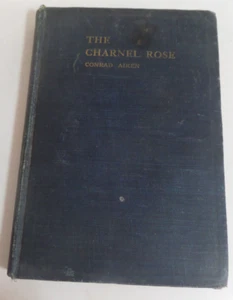 THE
CHARNEL ROSE
CONRAD AIKEN